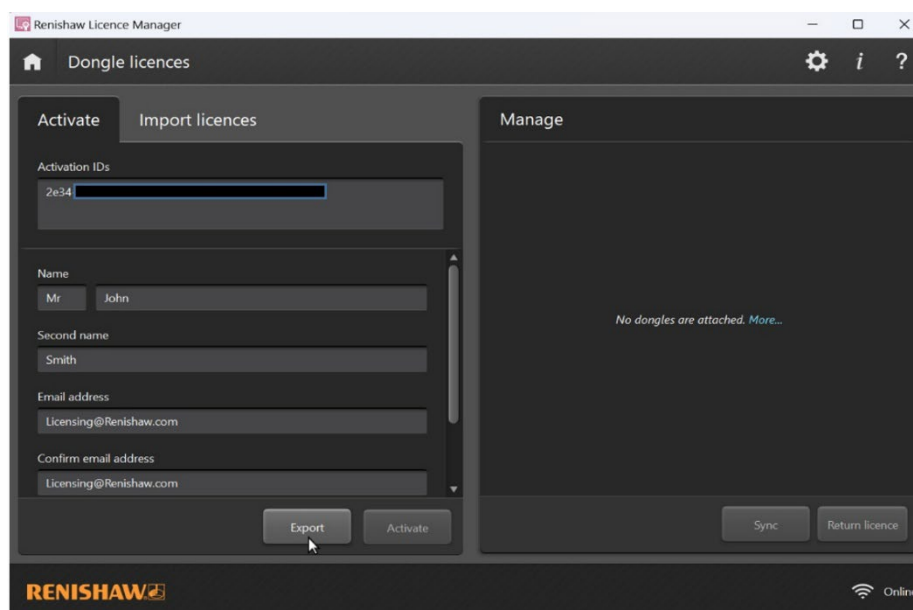 Renishaw Licence Manager
Dongle licences
i ?
Activate Import licences
Activation IDs
2e34
Name
Mr John
Second name
Smith
Email address
Licensing@Renishaw.com
Confirm email address
Licensing@Renishaw.com
Export Activate
Manage
No dongles are attached. More...
Sync Return licence
RENISHAW
Online